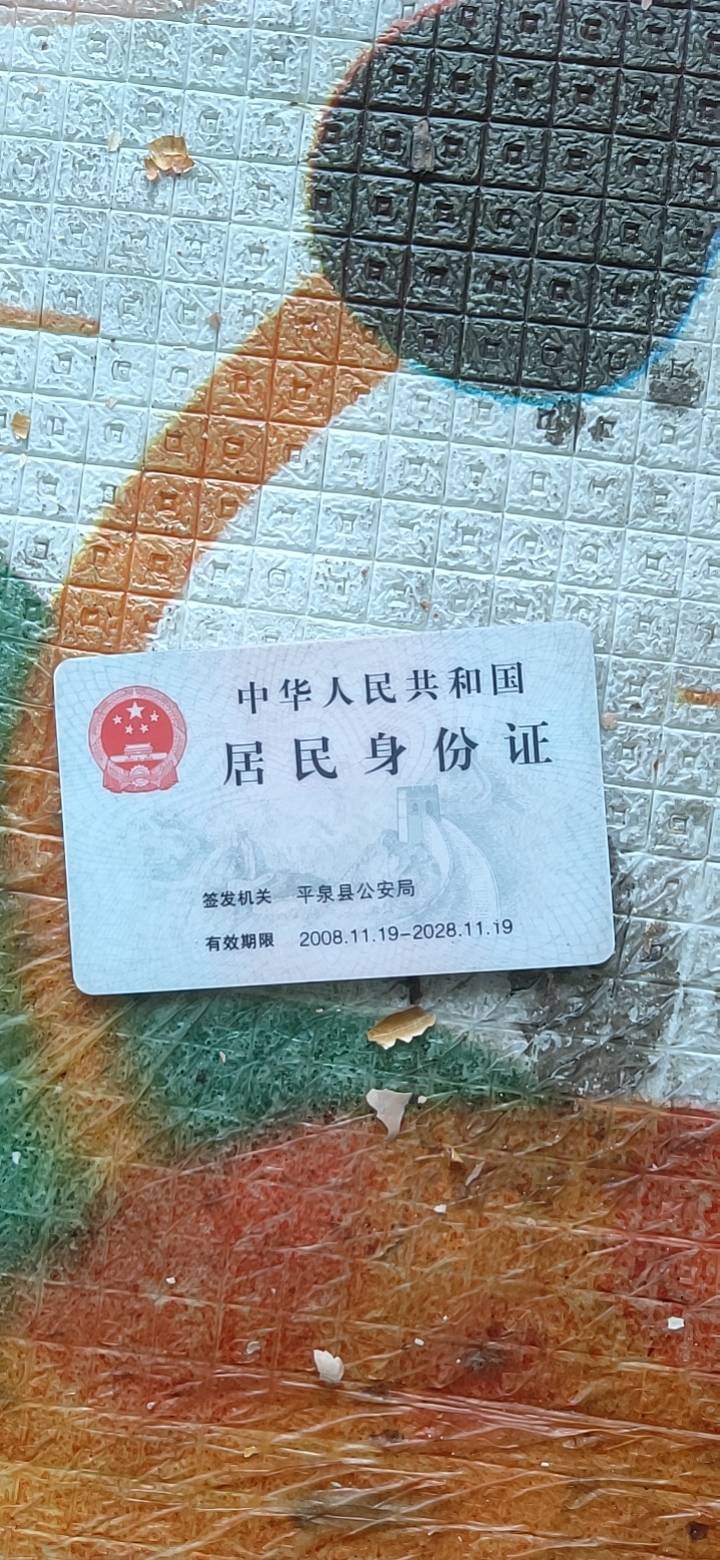 中华人民共和国
居民身份证
签发机关 平泉县公安局
有效期限 2008.11.19-2028.11.19